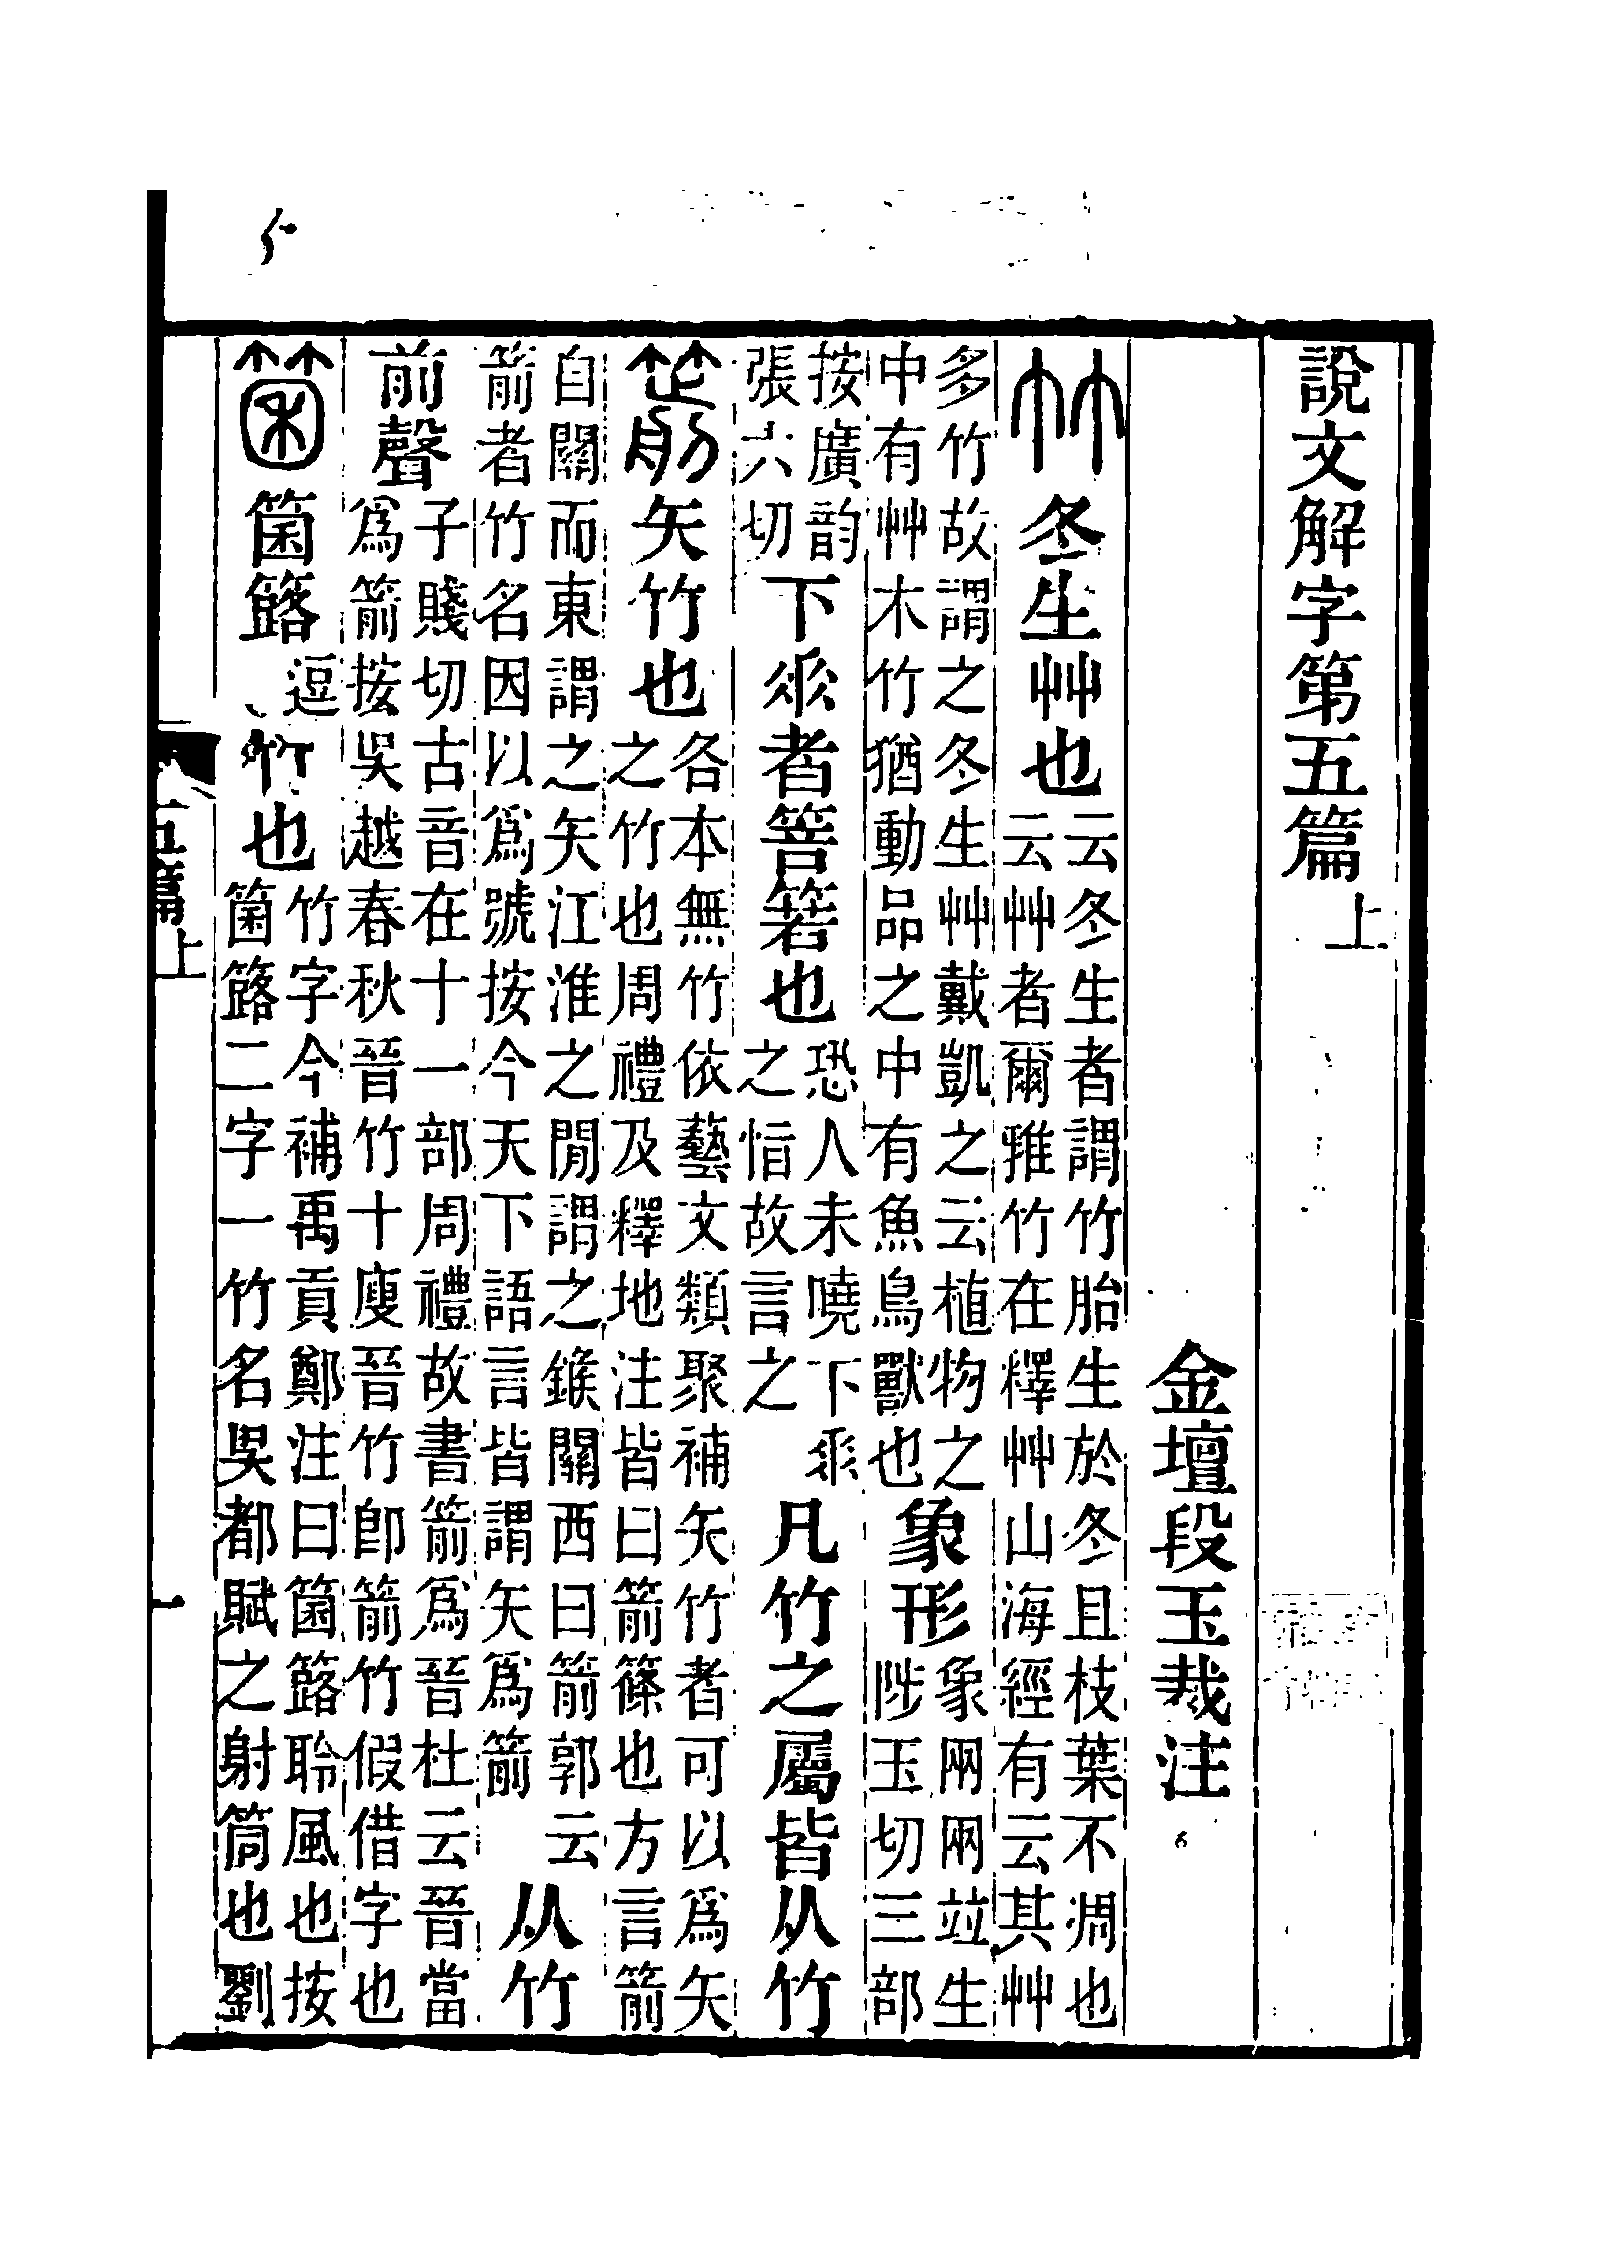 說文解字第五篇上
金壇段玉裁注
竹冬生艸也云冬生者謂竹胎生於冬且枝葉不凋也云艸者爾雅竹在釋艸山海經有云其艸
多竹故謂之冬生艸戴凱之云植物之中有艸木竹猶動品之中有魚鳥獸也象形象兩兩竝生陟玉切三部
按廣韵張六切下𠂹者箁箬也恐人未曉下𠂹之恉故言之凡竹之屬皆从竹
箭矢竹也各本無竹依藝文類聚補矢竹者可以爲矢之竹也周禮及釋地注皆曰箭篠也方言箭
自關而東謂之矢江淮之閒謂之鍭關西曰箭郭云箭者竹名因以爲號按今天下語言皆謂矢爲箭从竹
前聲子賤切古音在十一部周禮故書箭爲晉杜云晉當爲箭按吳越春秋晉竹十廋晉竹卽箭竹假借字也
箘箘簬逗竹也竹字今補禹貢鄭注曰箘簬聆風也按箘簬二字一竹名吳都賦之射筒也劉
五篇上 一